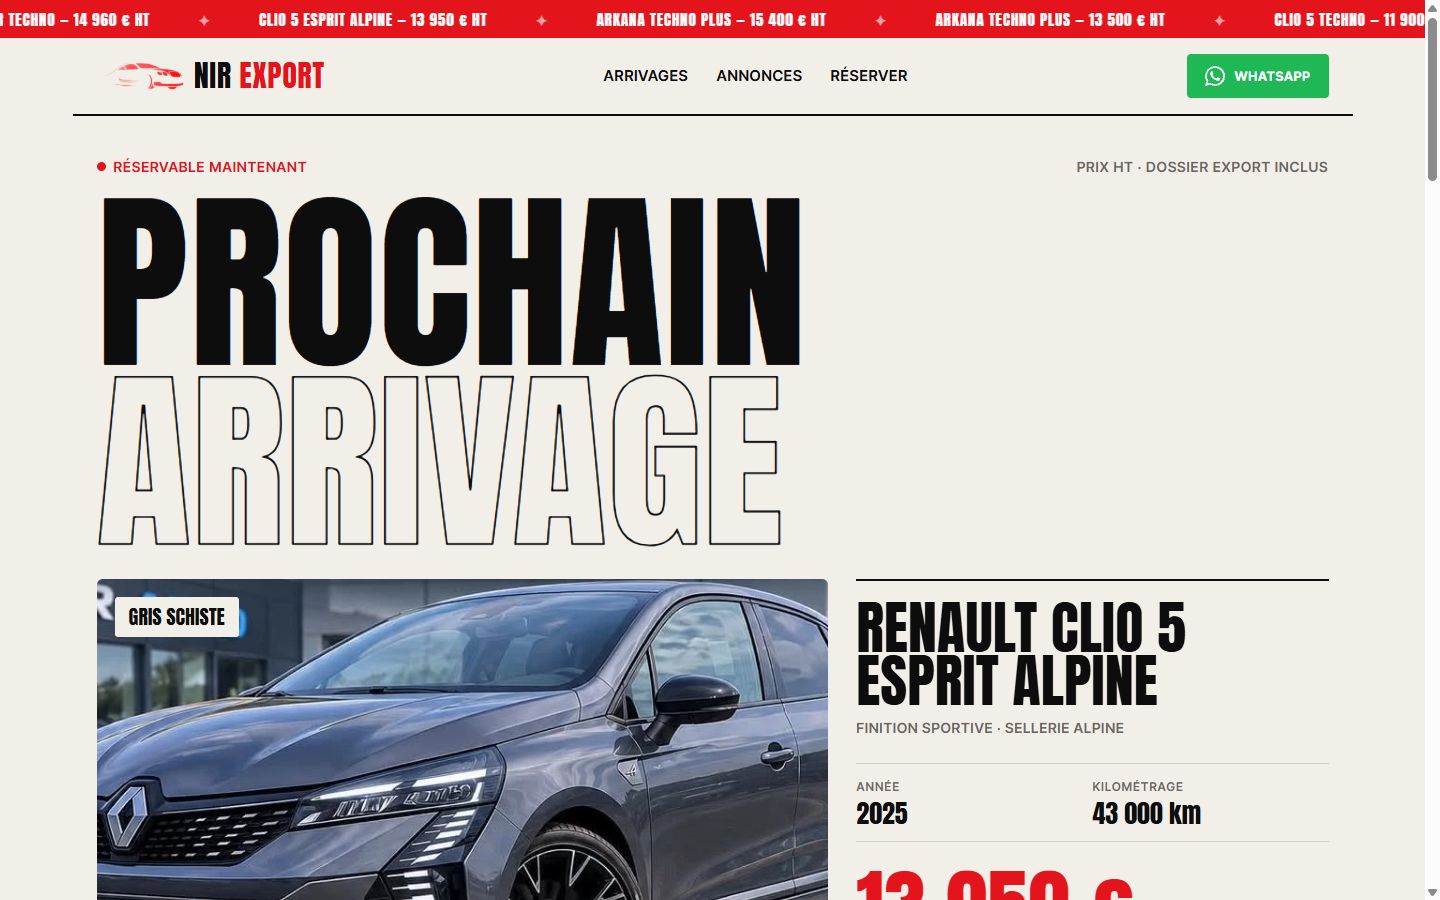 TECHNO – 14 960 € HT ✦ CLIO 5 ESPRIT ALPINE – 13 950 € HT ✦ ARKANA TECHNO PLUS – 15 400 € HT ✦ ARKANA TECHNO PLUS – 13 500 € HT ✦ CLIO 5 TECHNO – 11 900
NIR EXPORT
ARRIVAGES ANNONCES RÉSERVER
WHATSAPP
RÉSERVABLE MAINTENANT
PRIX HT · DOSSIER EXPORT INCLUS
PROCHAIN
ARRIVAGE
GRIS SCHISTE
RENAULT CLIO 5
ESPRIT ALPINE
FINITION SPORTIVE · SELLERIE ALPINE
ANNÉE KILOMÉTRAGE
2025 43 000 km
13 950 €